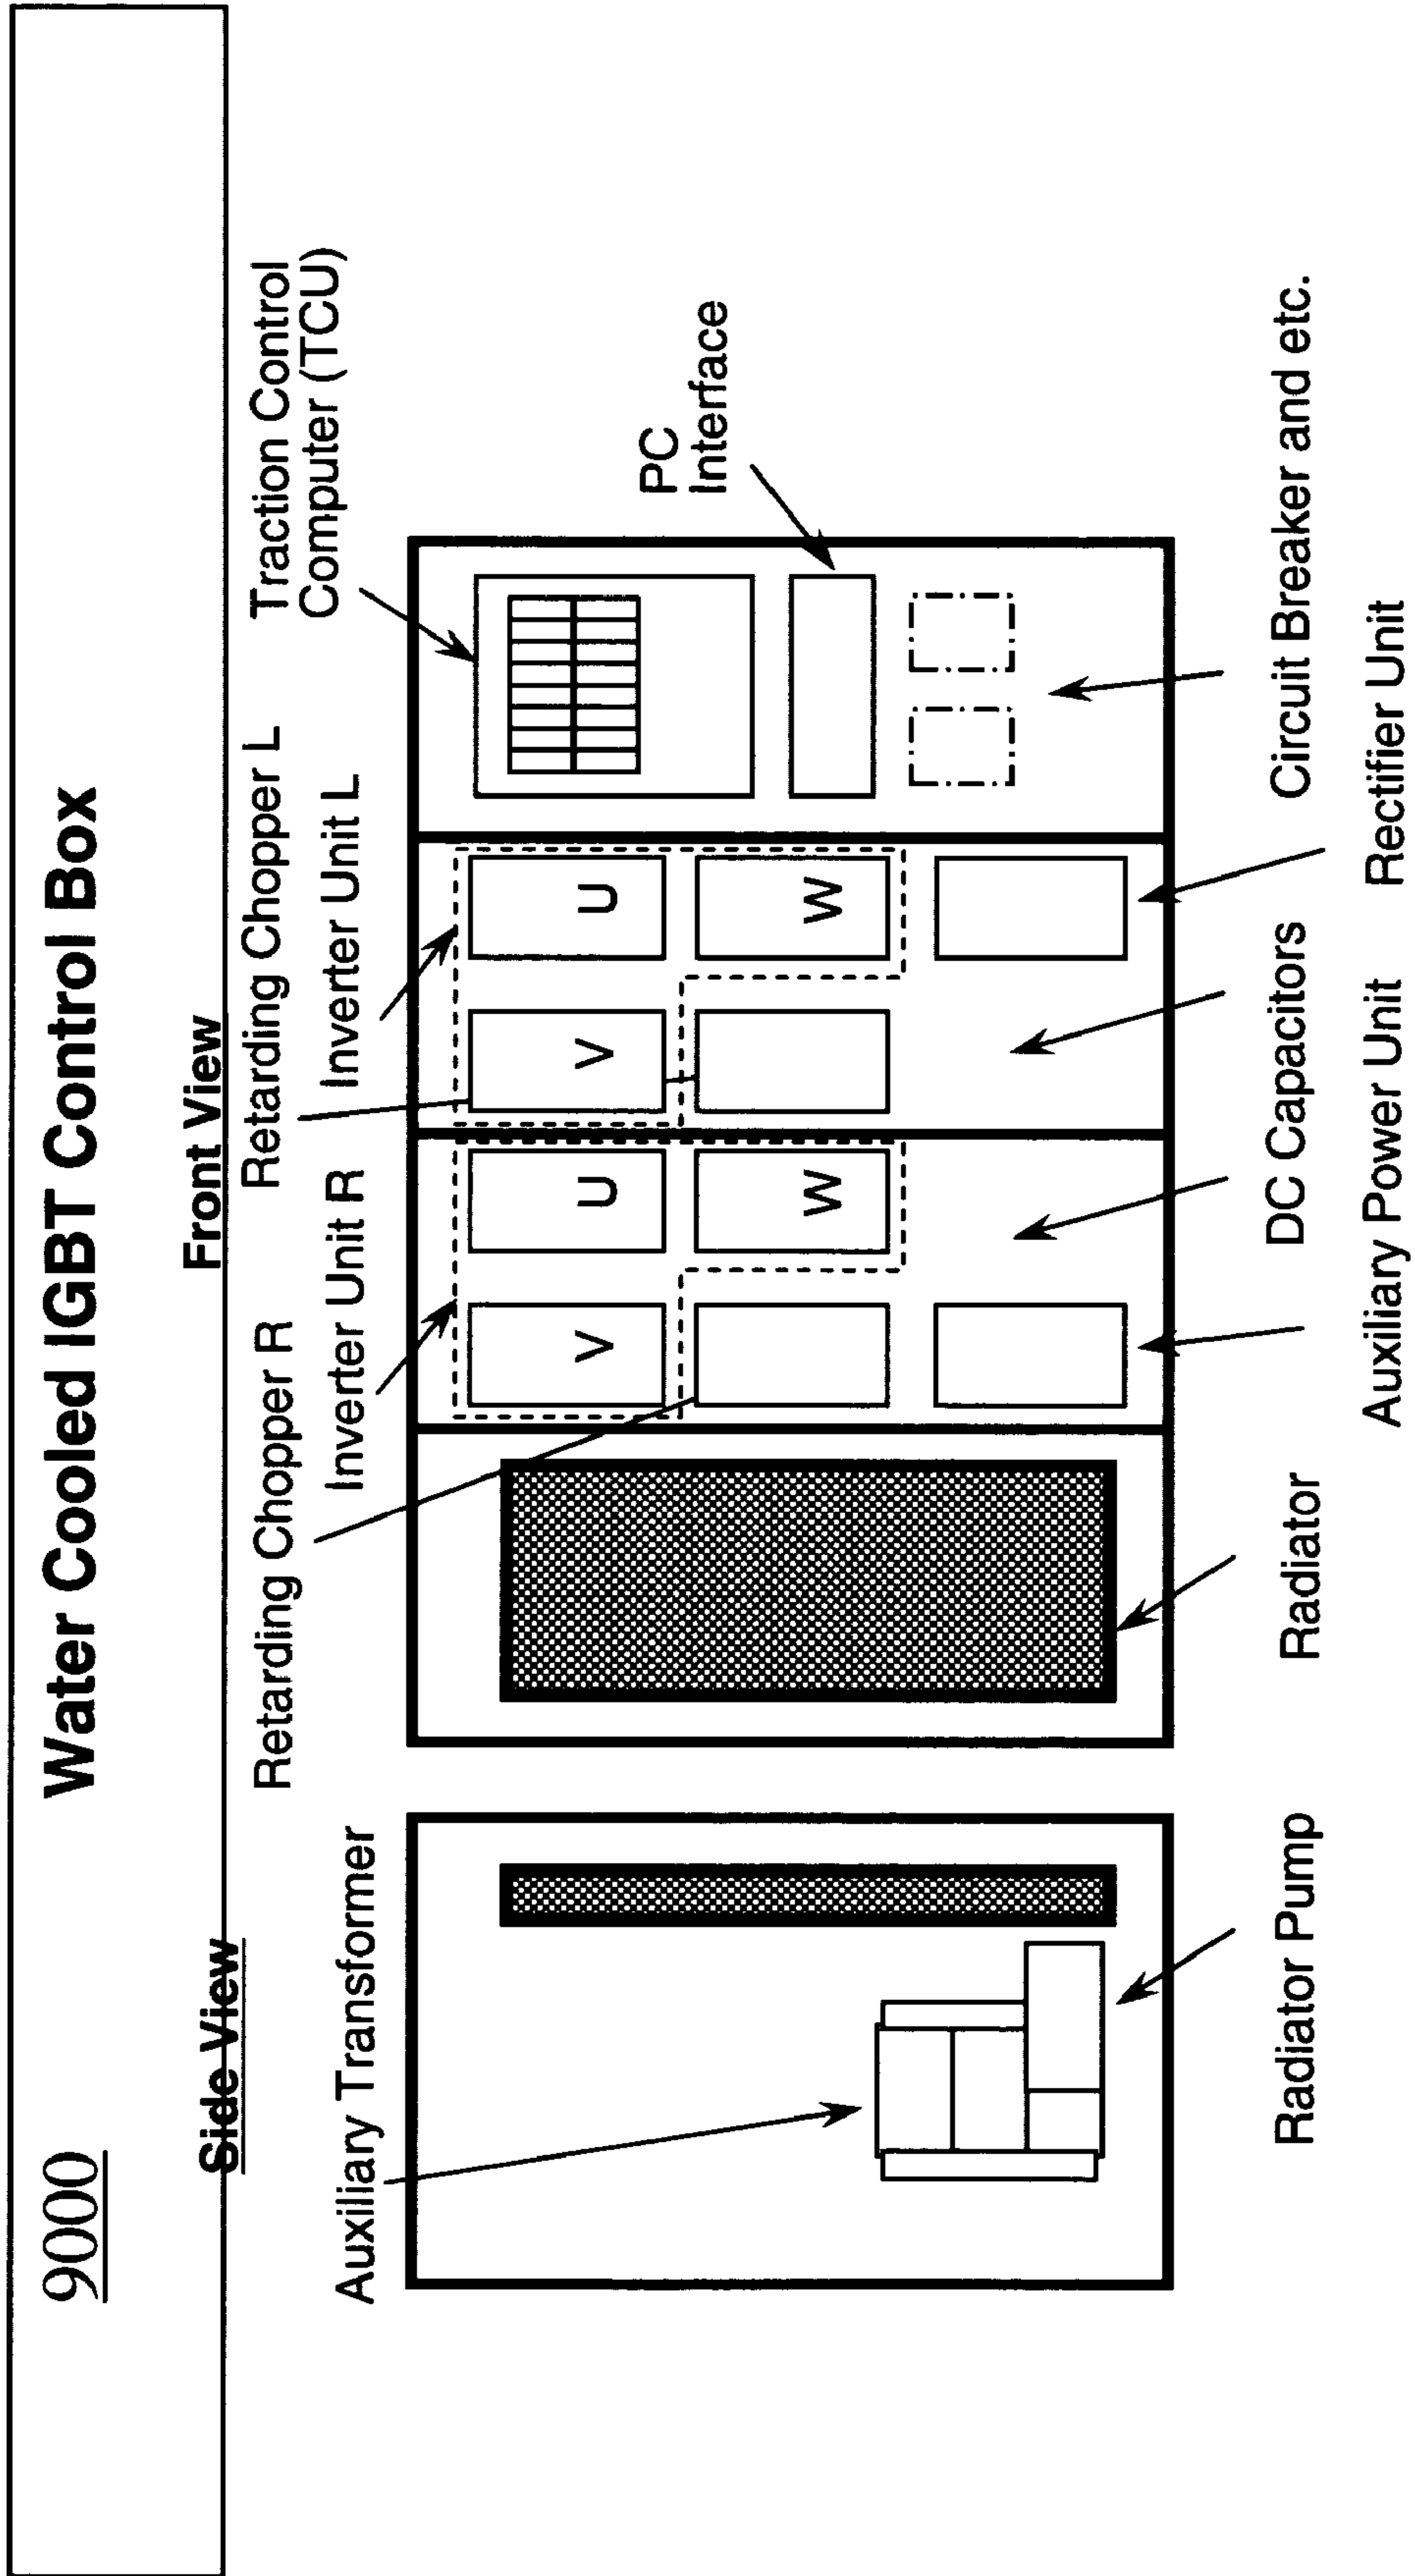 9000
Water Cooled IGBT Control Box
Side View
Front View
Auxiliary Transformer
Retarding Chopper R
Inverter Unit R
Retarding Chopper L
Inverter Unit L
Traction Control
Computer (TCU)
PC
Interface
V
U
V
U
W
W
Radiator Pump
Radiator
DC Capacitors
Circuit Breaker and etc.
Auxiliary Power Unit
Rectifier Unit